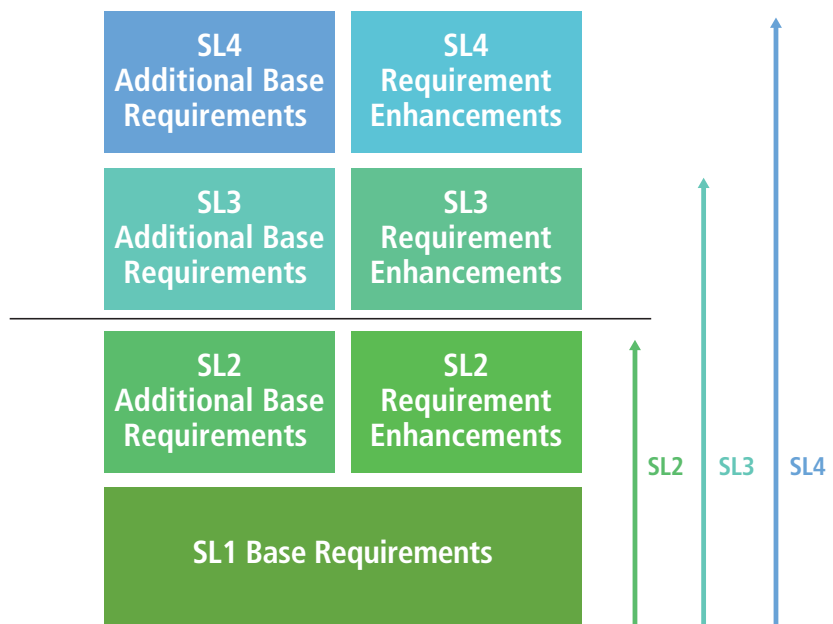 SL4
Additional Base
Requirements
SL4
Requirement
Enhancements
SL3
Additional Base
Requirements
SL3
Requirement
Enhancements
SL2
Additional Base
Requirements
SL2
Requirement
Enhancements
SL1 Base Requirements
SL2
SL3
SL4